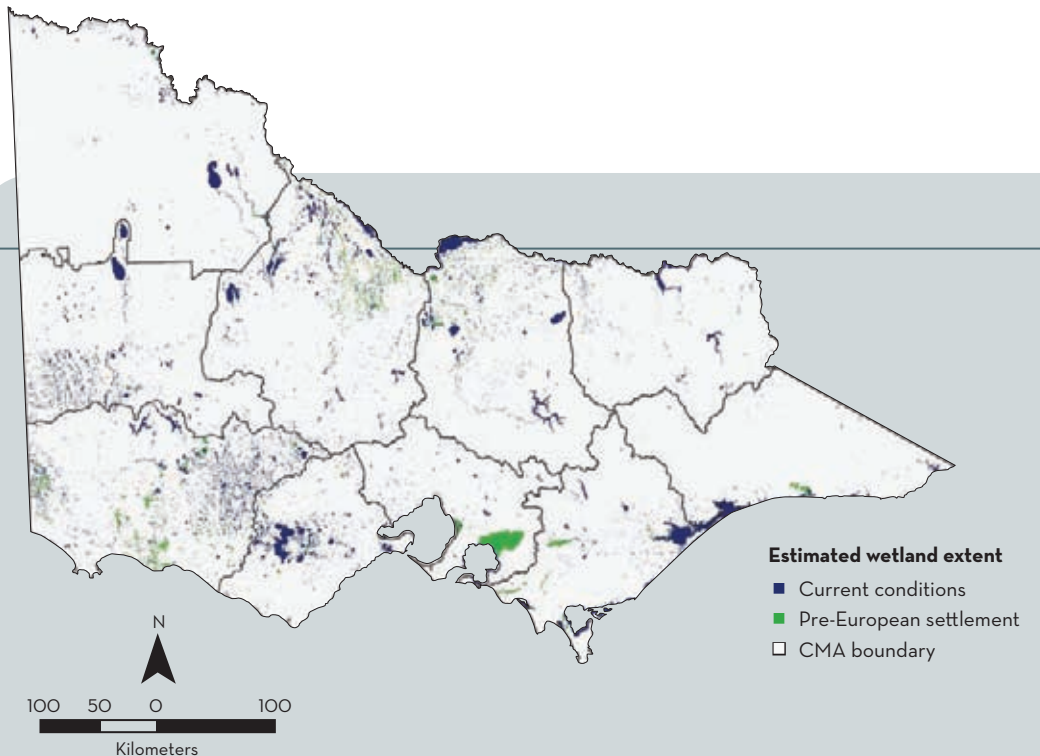 Estimated wetland extent
Current conditions
Pre-European settlement
CMA boundary
N
100 50 0 100
Kilometers